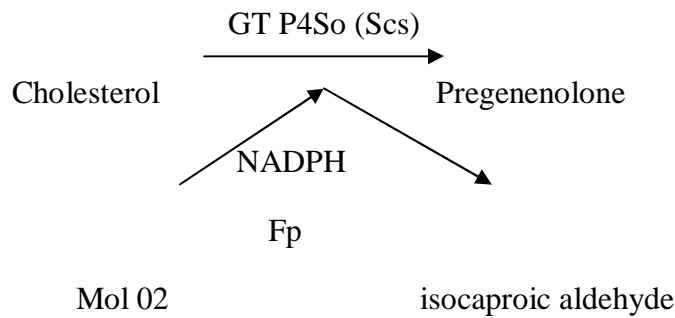 GT P4So (Scs)
Cholesterol Pregenenolone
NADPH
Fp
Mol 02 isocaproic aldehyde